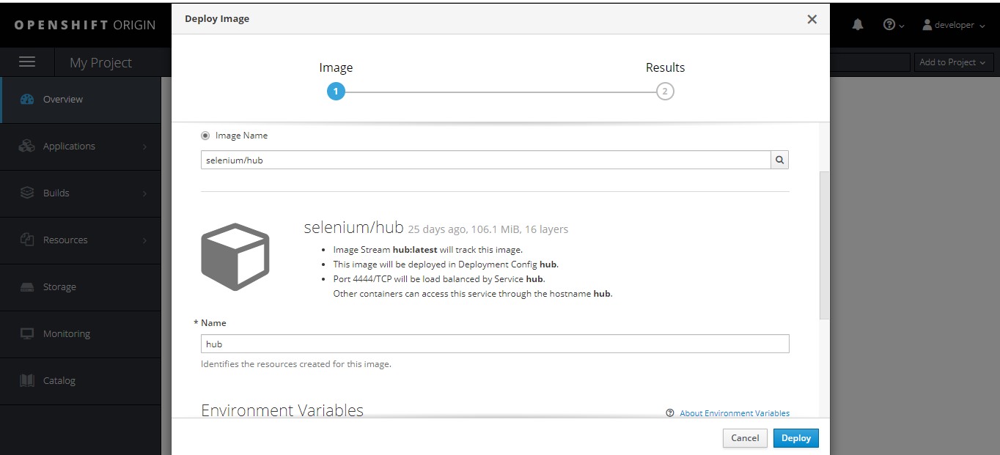 OPENSHIFT ORIGIN
developer
My Project
Add to Project
Overview
Applications
Builds
Resources
Storage
Monitoring
Catalog
Deploy Image
Image
Results
1
2
Image Name
selenium/hub
selenium/hub 25 days ago, 106.1 MiB, 16 layers
• Image Stream hub:latest will track this image.
• This image will be deployed in Deployment Config hub.
• Port 4444/TCP will be load balanced by Service hub.
Other containers can access this service through the hostname hub.
* Name
hub
Identifies the resources created for this image.
Environment Variables
About Environment Variables
Cancel
Deploy